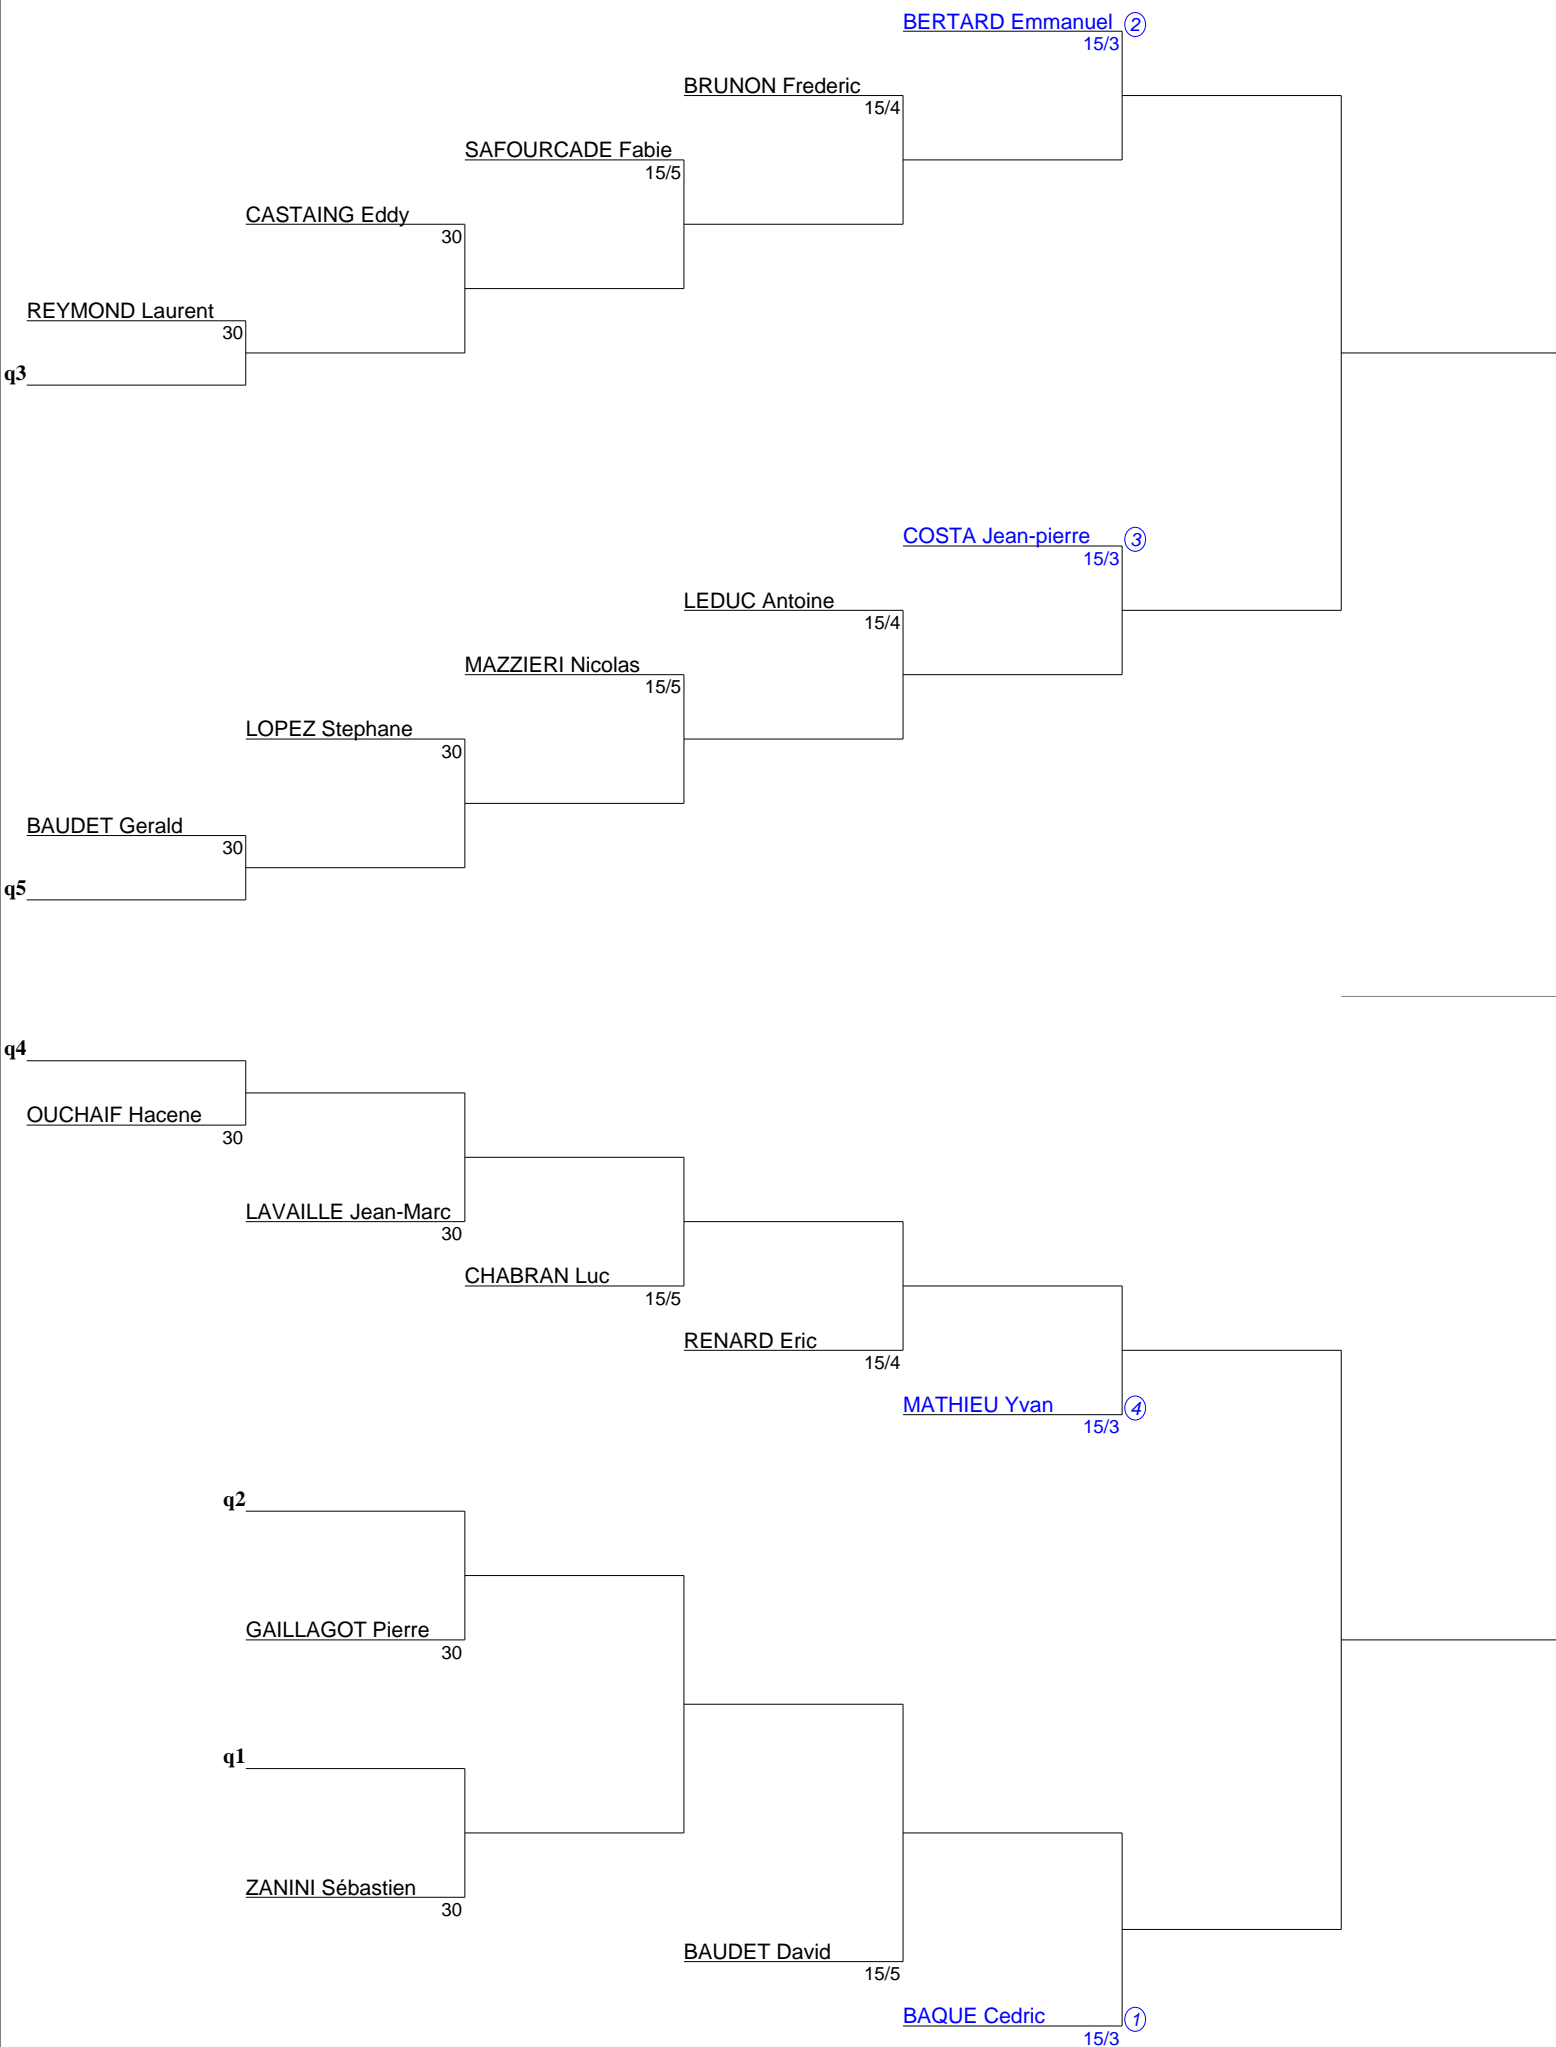 BERTARD Emmanuel 2
15/3
BRUNON Frederic
15/4
SAFOURCADE Fabie
15/5
CASTAING Eddy
30
REYMOND Laurent
30
q3
COSTA Jean-pierre 3
15/3
LEDUC Antoine
15/4
MAZZIERI Nicolas
15/5
LOPEZ Stephane
30
BAUDET Gerald
30
q5
q4
OUCHAIF Hacene
30
LAVAILLE Jean-Marc
30
CHABRAN Luc
15/5
RENARD Eric
15/4
MATHIEU Yvan 4
15/3
q2
GAILLAGOT Pierre
30
q1
ZANINI Sébastien
30
BAUDET David
15/5
BAQUE Cedric 1
15/3